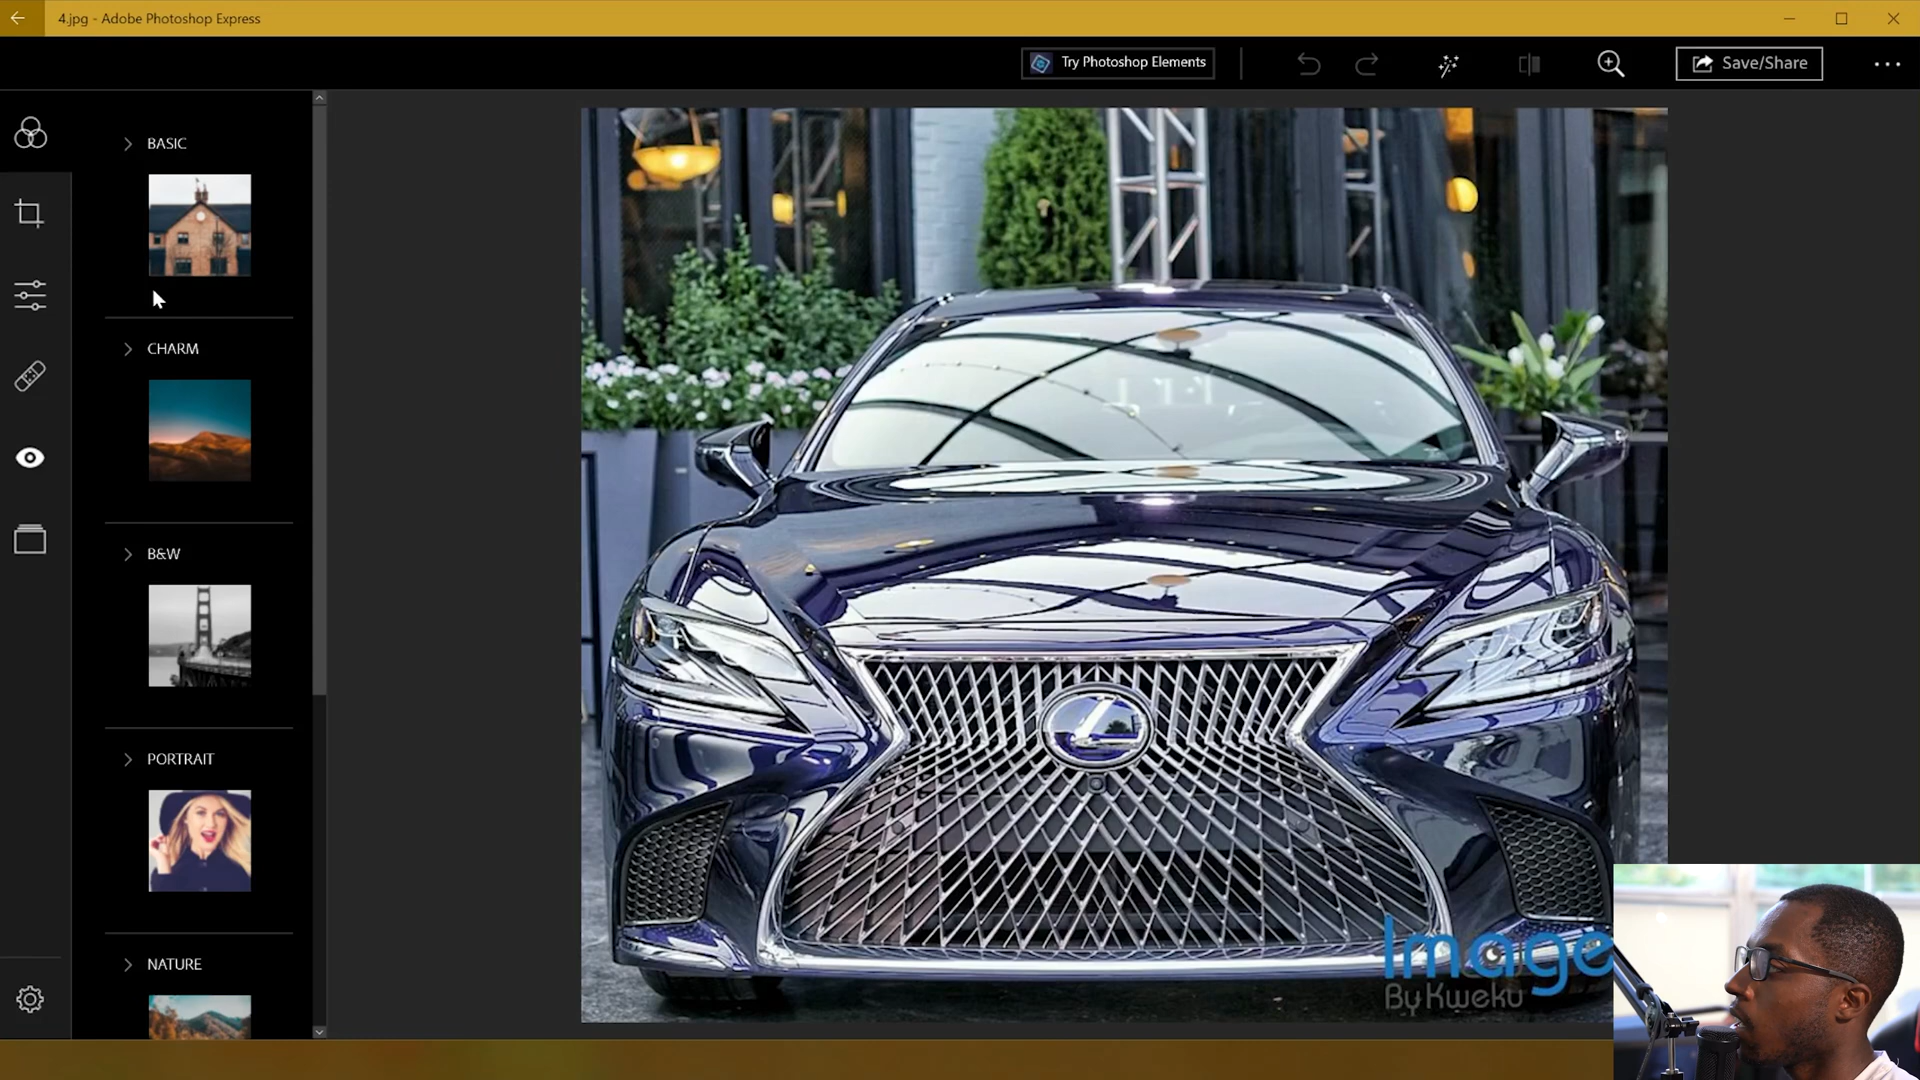 4.jpg - Adobe Photoshop Express
Try Photoshop Elements
Save/Share
BASIC
CHARM
B&W
PORTRAIT
NATURE
Image
By Kweku